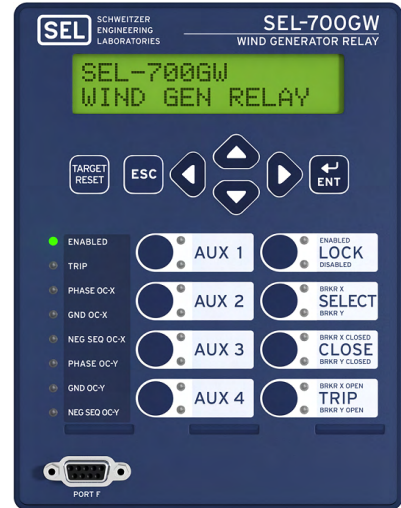 SEL
SCHWEITZER
ENGINEERING
LABORATORIES
SEL-700GW
WIND GENERATOR RELAY
SEL-700GW
WIND GEN RELAY
TARGET
RESET
ESC
ENT
ENABLED
TRIP
PHASE OC-X
GND OC-X
NEG SEQ OC-X
PHASE OC-Y
GND OC-Y
NEG SEQ OC-Y
AUX 1
AUX 2
AUX 3
AUX 4
ENABLED
LOCK
DISABLED
BRKR X
SELECT
BRKR Y
BRKR X CLOSED
CLOSE
BRKR Y CLOSED
BRKR X OPEN
TRIP
BRKR Y OPEN
PORT F